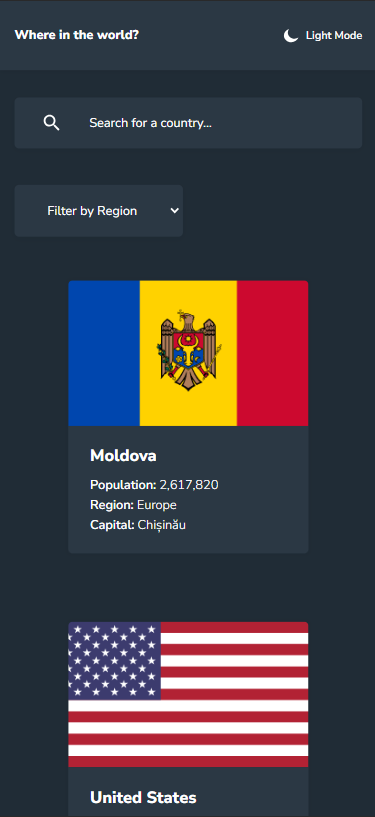 Where in the world?
Light Mode
Search for a country...
Filter by Region
Moldova
Population: 2,617,820
Region: Europe
Capital: Chișinău
United States